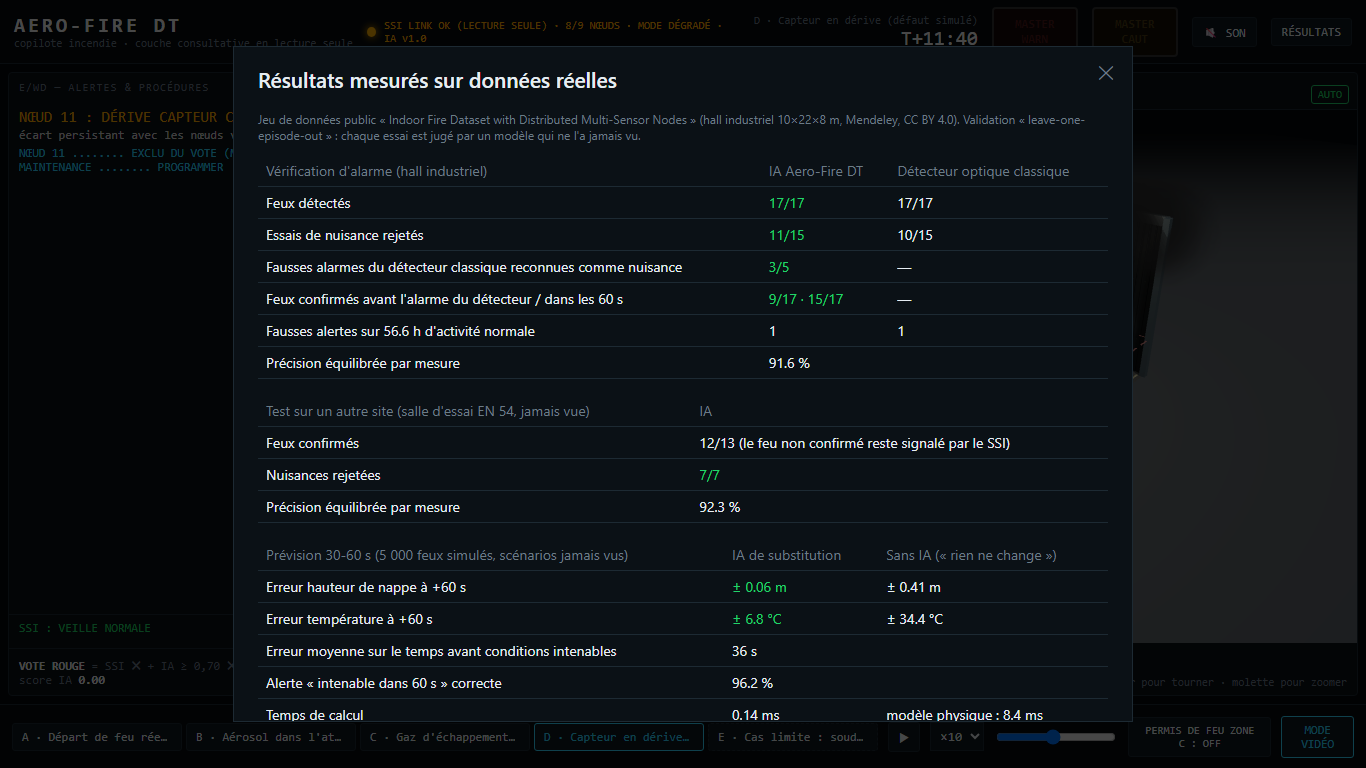 AERO-FIRE DT
copilote incendie · couche consultative en lecture seule
SSI LINK OK (LECTURE SEULE) · 8/9 NŒUDS · MODE DÉGRADÉ ·
IA v1.0
D · Capteur en dérive (défaut simulé)
T+11:40
MASTER
MASTER
CAUT
SON
RÉSULTATS
E/WD — ALERTES & PROCÉDURES
NŒUD 11 : DÉRIVE CAPTEUR C
écart persistant avec les nœuds v
NŒUD 11 ........ EXCLU DU VOTE (
MAINTENANCE ........ PROGRAMMER
SSI : VEILLE NORMALE
VOTE ROUGE = SSI ✕ + IA ≥ 0,70 ✕
score IA 0.00
AUTO
Résultats mesurés sur données réelles
Jeu de données public « Indoor Fire Dataset with Distributed Multi-Sensor Nodes » (hall industriel 10×22×8 m, Mendeley, CC BY 4.0). Validation « leave-one-
episode-out » : chaque essai est jugé par un modèle qui ne l'a jamais vu.
Vérification d'alarme (hall industriel) IA Aero-Fire DT Détecteur optique classique
Feux détectés 17/17 17/17
Essais de nuisance rejetés 11/15 10/15
Fausses alarmes du détecteur classique reconnues comme nuisance 3/5 —
Feux confirmés avant l'alarme du détecteur / dans les 60 s 9/17 · 15/17 —
Fausses alertes sur 56.6 h d'activité normale 1 1
Précision équilibrée par mesure 91.6 %
Test sur un autre site (salle d'essai EN 54, jamais vue) IA
Feux confirmés 12/13 (le feu non confirmé reste signalé par le SSI)
Nuisances rejetées 7/7
Précision équilibrée par mesure 92.3 %
Prévision 30-60 s (5 000 feux simulés, scénarios jamais vus) IA de substitution Sans IA (« rien ne change »)
Erreur hauteur de nappe à +60 s ± 0.06 m ± 0.41 m
Erreur température à +60 s ± 6.8 °C ± 34.4 °C
Erreur moyenne sur le temps avant conditions intenables 36 s
Alerte « intenable dans 60 s » correcte 96.2 %
Temps de calcul 0.14 ms modèle physique : 8.4 ms
pour tourner · molette pour zoomer
A · Départ de feu rée…
B · Aérosol dans l'at…
C · Gaz d'échappement…
D · Capteur en dérive…
E · Cas limite : soud…
×10
PERMIS DE FEU ZONE
C : OFF
MODE
VIDÉO